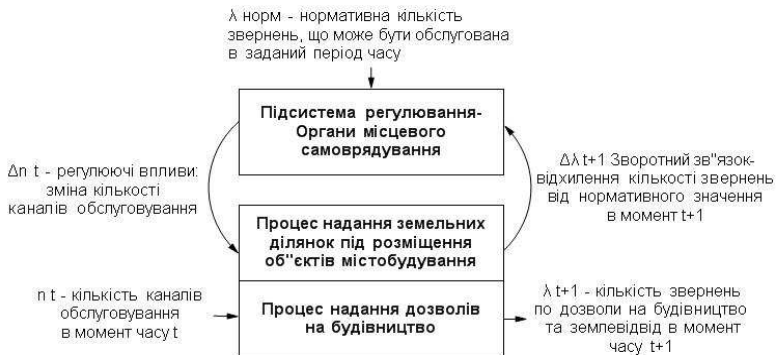 λ норм - нормативна кількість
звернень, що може бути обслугована
в заданий період часу
Підсистема регулювання-
Органи місцевого
самоврядування
Δn t - регулюючі впливи:
зміна кількості
каналів обслуговування
Δλ t+1 Зворотний зв"язок-
відхилення кількості звернень
від нормативного значення
в момент t+1
Процес надання земельних
ділянок під розміщення
об"єктів містобудування
n t - кількість каналів
обслуговування
в момент часу t
Процес надання дозволів
на будівництво
λ t+1 - кількість звернень
по дозволи на будівництво
та землевідвід в момент
часу t+1